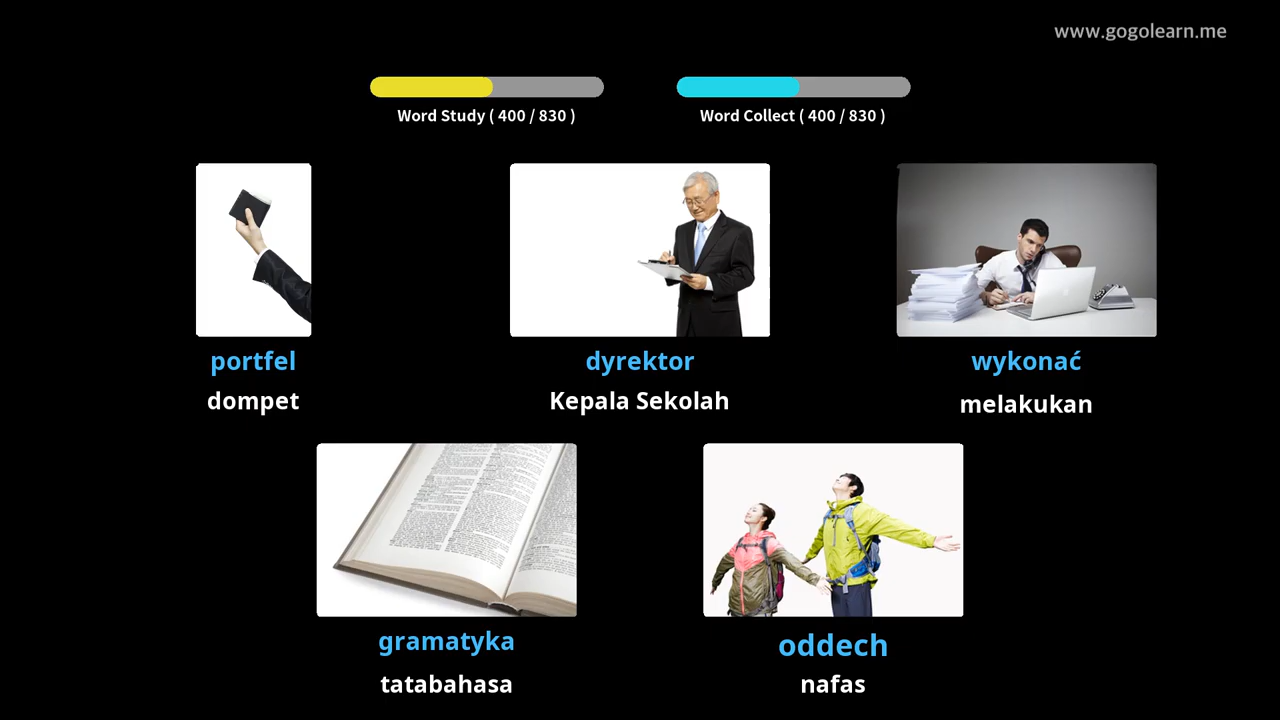 www.gogolearn.me
Word Study ( 400 / 830 )
Word Collect ( 400 / 830 )
portfel
dompet
dyrektor
Kepala Sekolah
wykonać
melakukan
gramatyka
tatabahasa
oddech
nafas